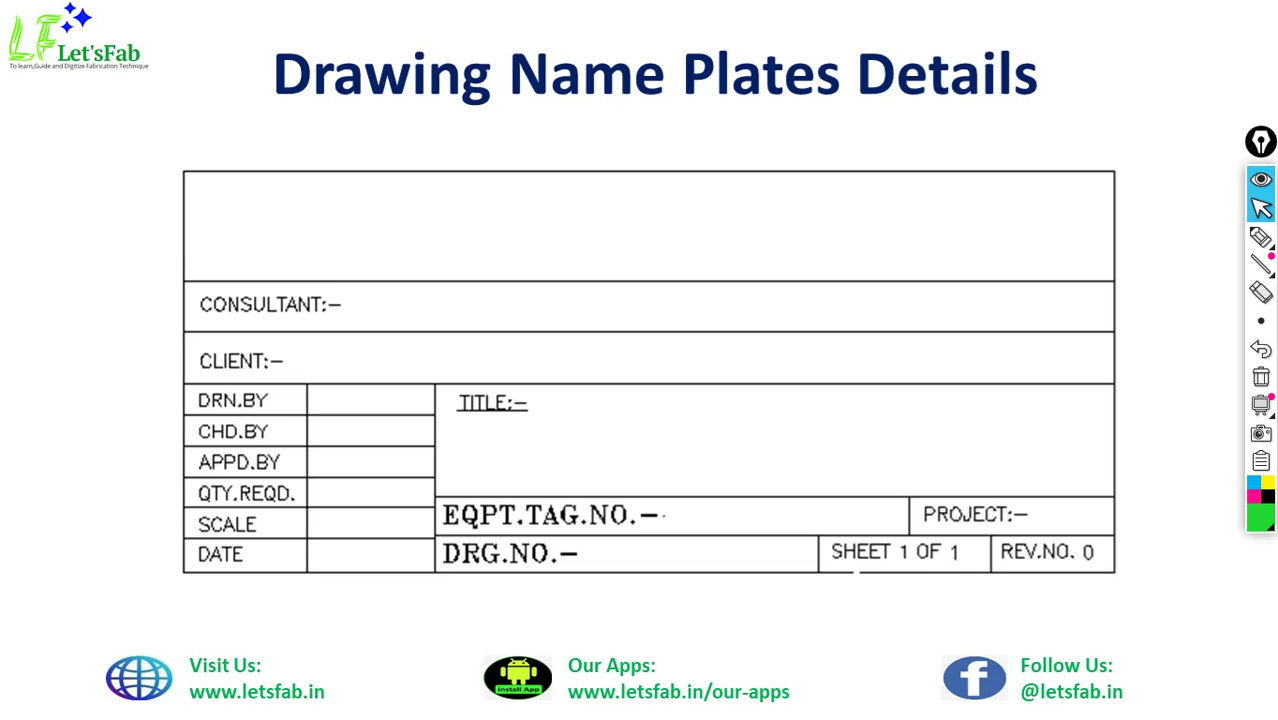 LF
Let'sFab
To learn,Guide and Digitize Fabrication Technique
Drawing Name Plates Details
CONSULTANT:-
CLIENT:-
DRN.BY
CHD.BY
APPD.BY
QTY.REQD.
SCALE
DATE
TITLE:-
EQPT.TAG.NO.-
PROJECT:-
DRG.NO.-
SHEET 1 OF 1
REV.NO. 0
Visit Us:
www.letsfab.in
Install App
Our Apps:
www.letsfab.in/our-apps
f
Follow Us:
@letsfab.in